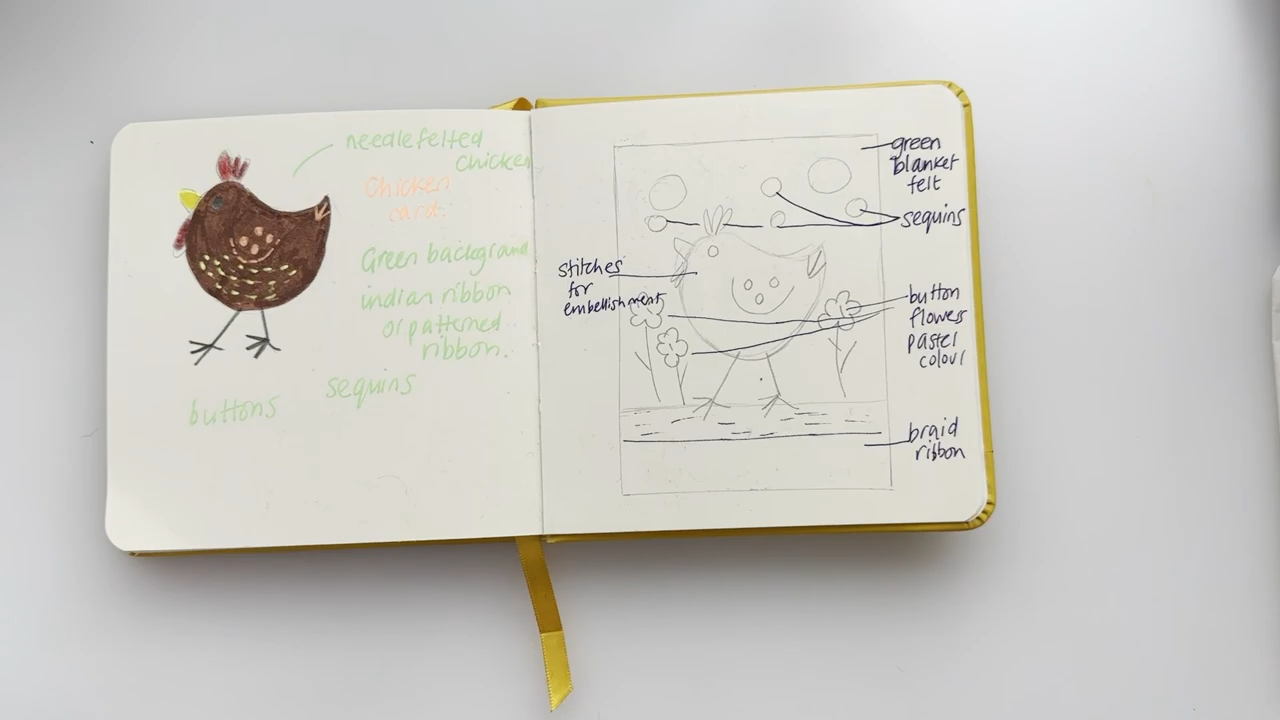 needlefelted
chicken
Chicken
card.
Green background
indian ribbon
or patterned
ribbon.
sequins
buttons
green
blanket
felt
sequins
stitches
for
embellishment
button
flowers
pastel
colour
braid
ribbon